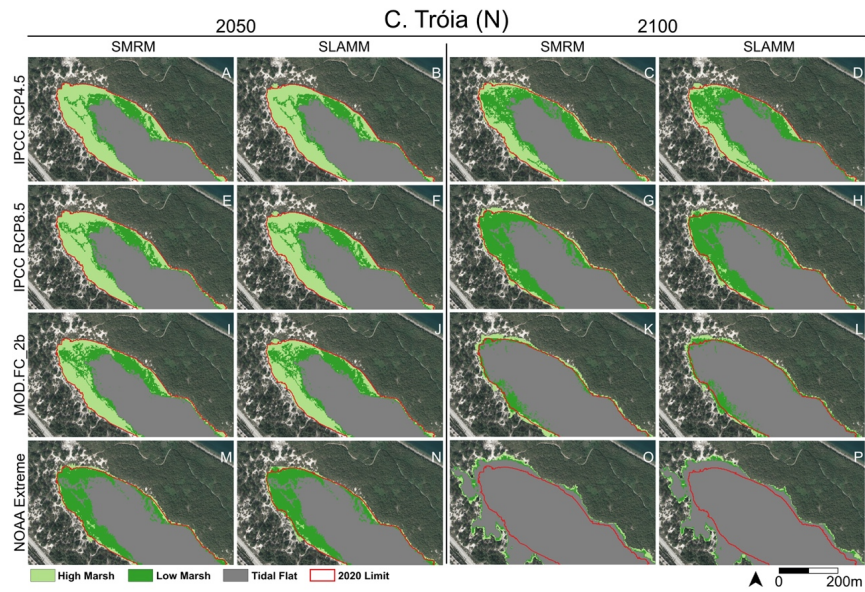 C. Tróia (N)
2050 2100
SMRM SLAMM SMRM SLAMM
IPCC RCP4.5 A B C D
IPCC RCP8.5 E F G H
MOD.FC_2b I J K L
NOAA Extreme M N O P
High Marsh Low Marsh Tidal Flat 2020 Limit
0 200m